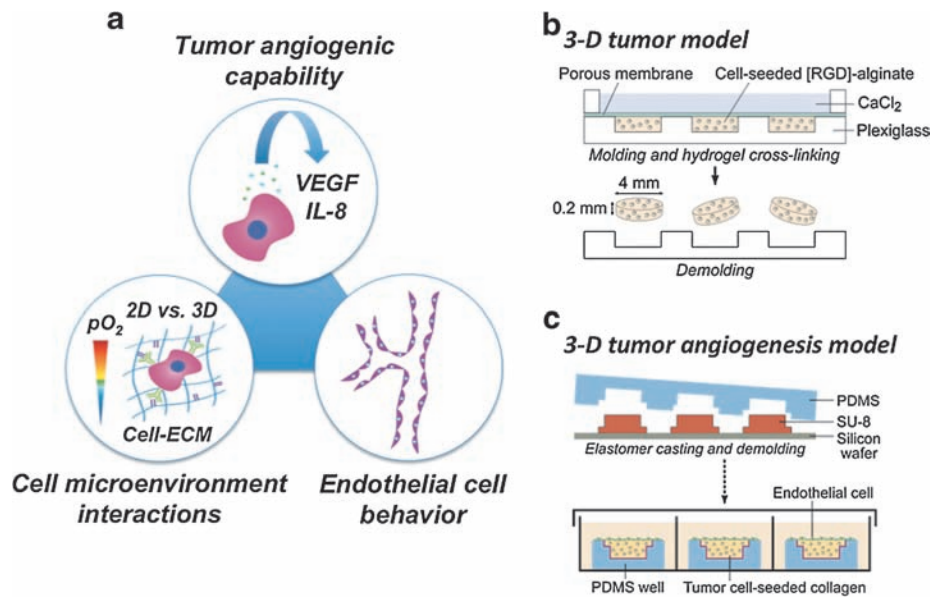 a
Tumor angiogenic
capability
VEGF
IL-8
2D vs. 3D
pO2
Cell-ECM
Cell microenvironment
interactions
Endothelial cell
behavior
b
3-D tumor model
Porous membrane
Cell-seeded [RGD]-alginate
CaCl2
Plexiglass
Molding and hydrogel cross-linking
4 mm
0.2 mm
Demolding
c
3-D tumor angiogenesis model
PDMS
SU-8
Silicon
wafer
Elastomer casting and demolding
Endothelial cell
PDMS well
Tumor cell-seeded collagen